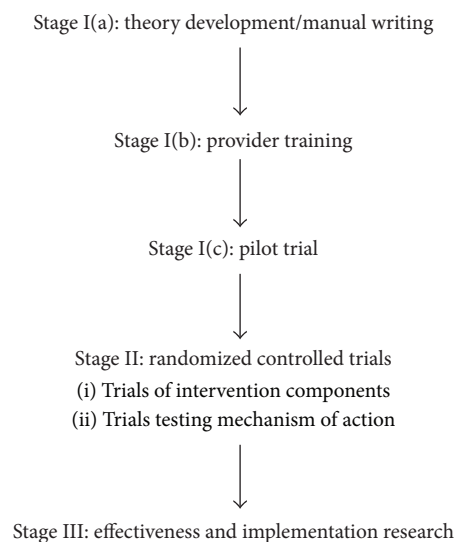 Stage I(a): theory development/manual writing
Stage I(b): provider training
Stage I(c): pilot trial
Stage II: randomized controlled trials
(i) Trials of intervention components
(ii) Trials testing mechanism of action
Stage III: effectiveness and implementation research